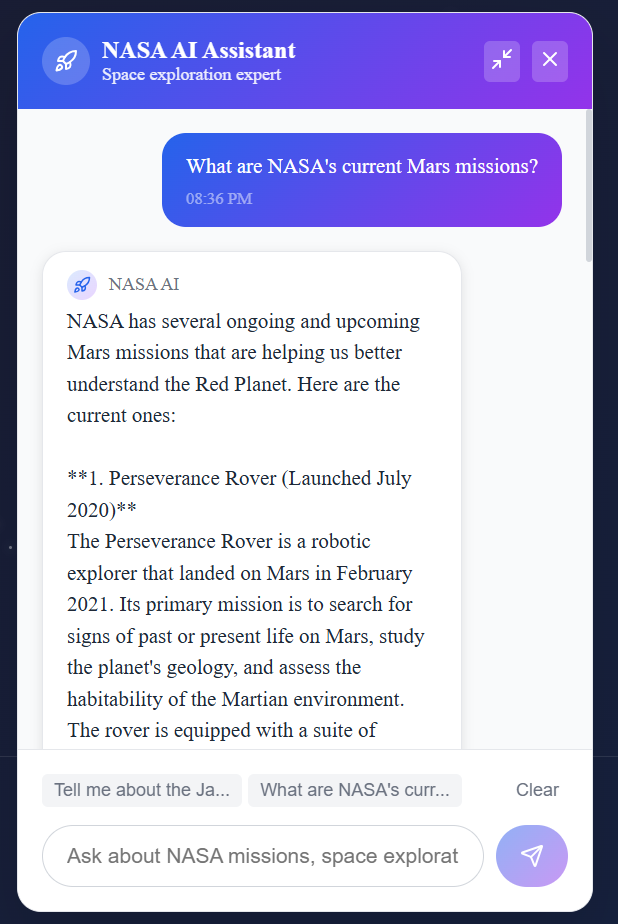 NASA AI Assistant
Space exploration expert
What are NASA's current Mars missions?
08:36 PM
NASA AI
NASA has several ongoing and upcoming
Mars missions that are helping us better
understand the Red Planet. Here are the
current ones:
**1. Perseverance Rover (Launched July
2020)**
The Perseverance Rover is a robotic
explorer that landed on Mars in February
2021. Its primary mission is to search for
signs of past or present life on Mars, study
the planet's geology, and assess the
habitability of the Martian environment.
The rover is equipped with a suite of
Tell me about the Ja... What are NASA's curr... Clear
Ask about NASA missions, space explorat